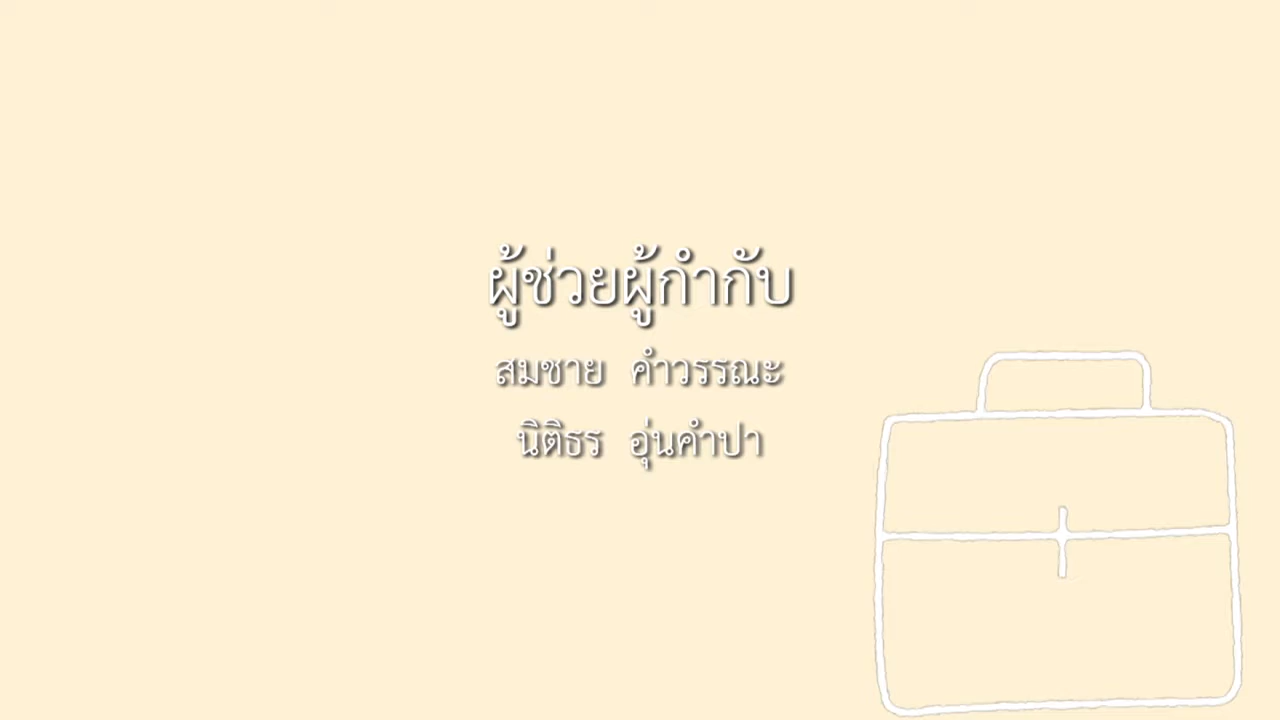 ผู้ช่วยผู้กำกับ
สมชาย คำวรรณะ
นิติธร อุ่นคำปา